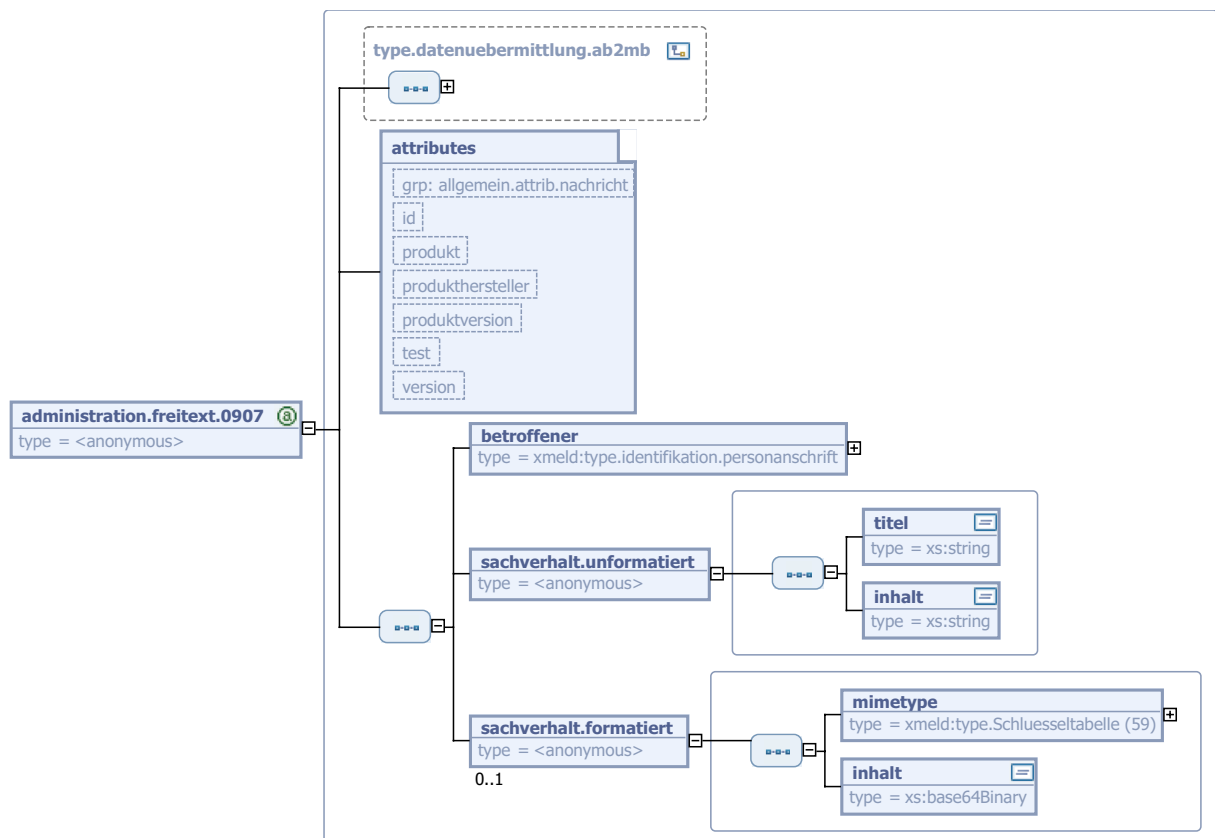 type.datenuebermittlung.ab2mb
attributes
grp: allgemein.attrib.nachricht
id
produkt
produkthersteller
produktversion
test
version
administration.freitext.0907 a
type = <anonymous>
betroffener
type = xmeld:type.identifikation.personanschrift
sachverhalt.unformatiert
type = <anonymous>
titel
type = xs:string
inhalt
type = xs:string
sachverhalt.formatiert
type = <anonymous>
0..1
mimetype
type = xmeld:type.Schluesseltabelle (59)
inhalt
type = xs:base64Binary